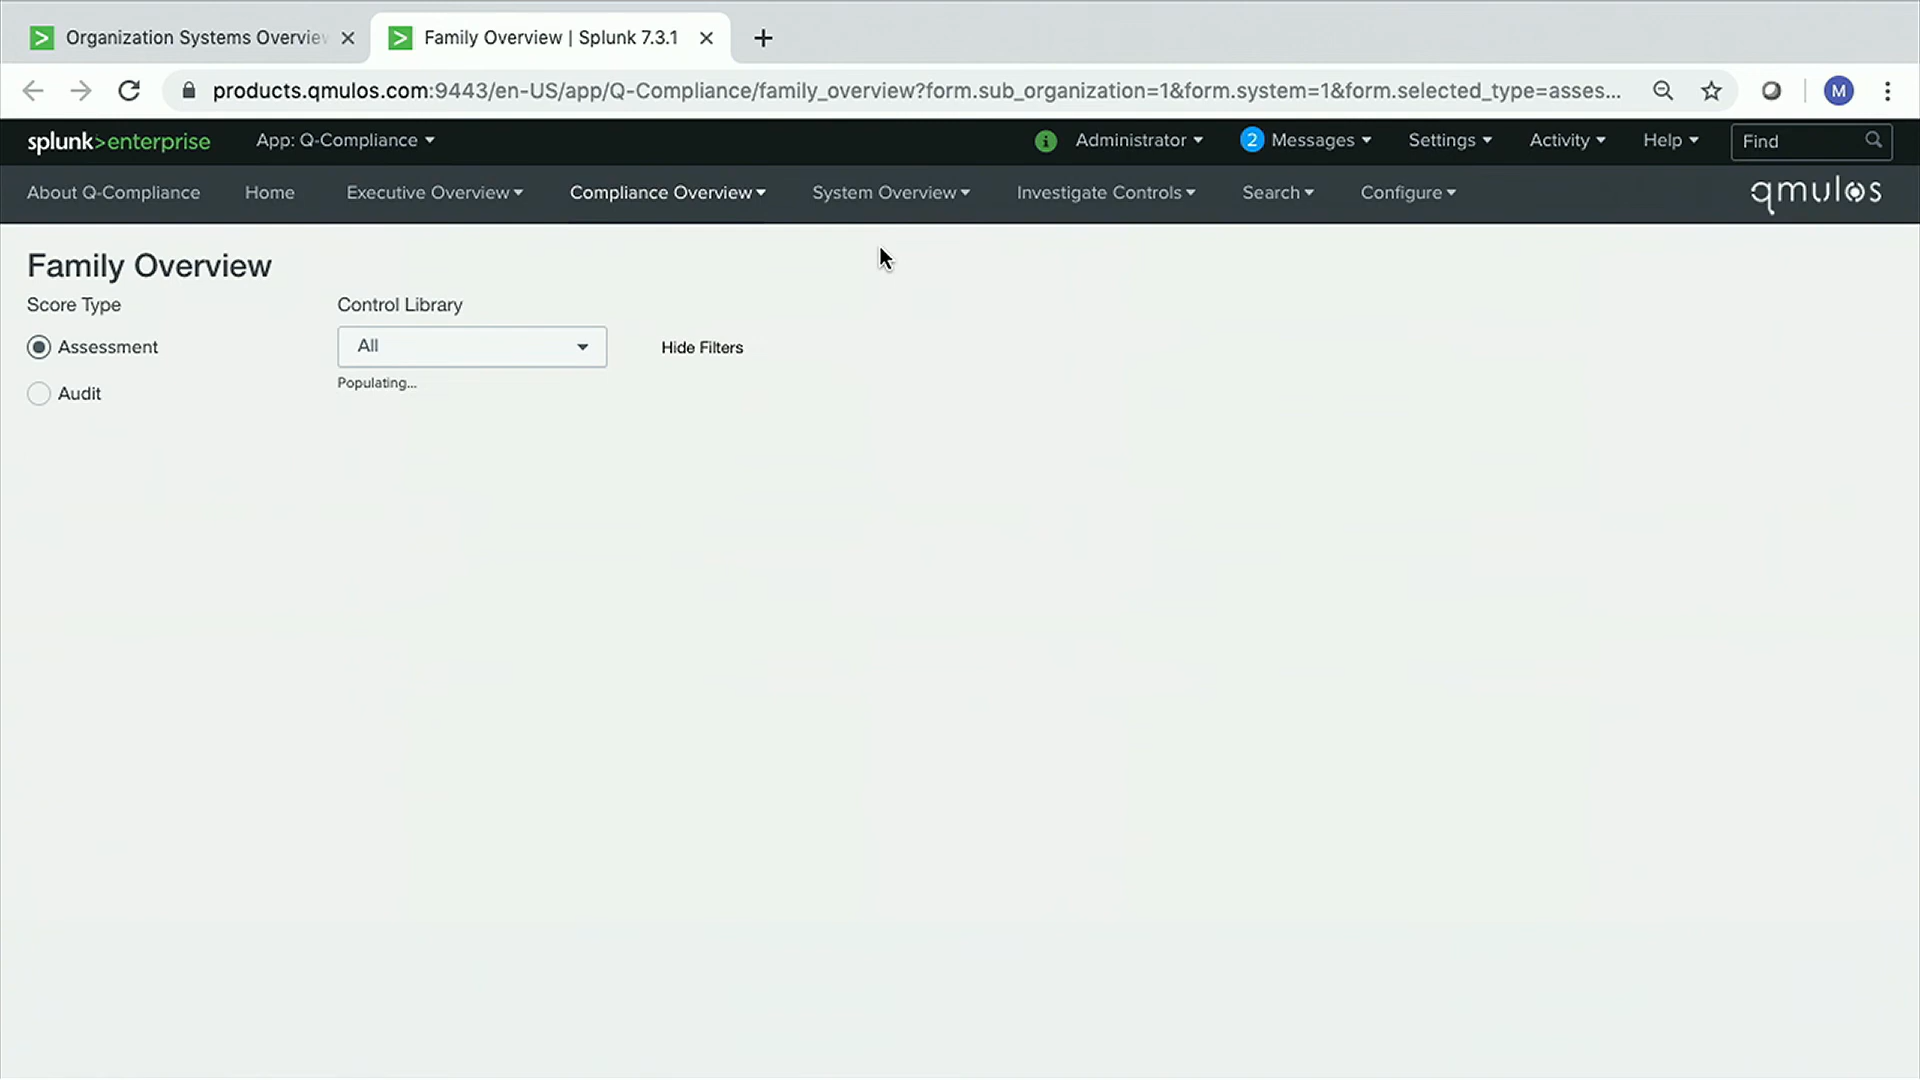 Organization Systems Overview
Family Overview | Splunk 7.3.1
products.qmulos.com:9443/en-US/app/Q-Compliance/family_overview?form.sub_organization=1&form.system=1&form.selected_type=asses...
M
splunk>enterprise
App: Q-Compliance
i
Administrator
2 Messages
Settings
Activity
Help
Find
About Q-Compliance
Home
Executive Overview
Compliance Overview
System Overview
Investigate Controls
Search
Configure
qmulos
Family Overview
Score Type
Control Library
Assessment
All
Hide Filters
Populating...
Audit